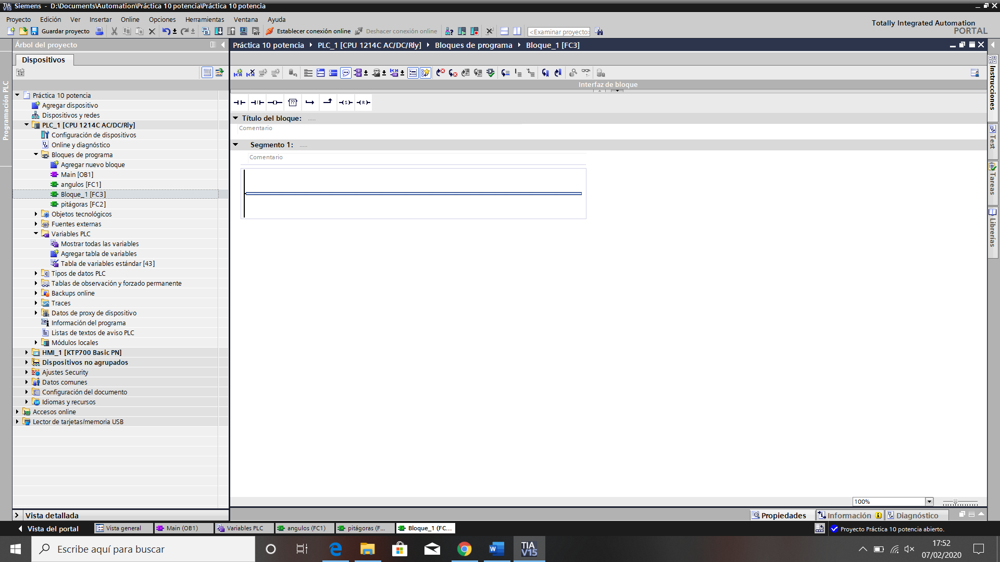 Siemens - D:\Documents\Automation\Práctica 10 potencia\Práctica 10 potencia
Proyecto Edición Ver Insertar Online Opciones Herramientas Ventana Ayuda
Totally Integrated Automation
PORTAL
Guardar proyecto Establecer conexión online Deshacer conexión online <Examinar proyecto>
Árbol del proyecto
Práctica 10 potencia PLC_1 [CPU 1214C AC/DC/Rly] Bloques de programa Bloque_1 [FC3]
Dispositivos
Programación PLC
Práctica 10 potencia
Agregar dispositivo
Dispositivos y redes
PLC_1 [CPU 1214C AC/DC/Rly]
Configuración de dispositivos
Online y diagnóstico
Bloques de programa
Agregar nuevo bloque
Main [OB1]
angulos [FC1]
Bloque_1 [FC3]
pitágoras [FC2]
Objetos tecnológicos
Fuentes externas
Variables PLC
Mostrar todas las variables
Agregar tabla de variables
Tabla de variables estándar [43]
Tipos de datos PLC
Tablas de observación y forzado permanente
Backups online
Traces
Datos de proxy de dispositivo
Información del programa
Listas de textos de aviso PLC
Módulos locales
HMI_1 [KTP700 Basic PN]
Dispositivos no agrupados
Ajustes Security
Datos comunes
Configuración del documento
Idiomas y recursos
Accesos online
Lector de tarjetas/memoria USB
Vista detallada
Interfaz de bloque
Título del bloque: .....
Comentario
Segmento 1: .....
Comentario
Instrucciones
Test
Tareas
Librerías
100%
Propiedades Información Diagnóstico
Vista del portal Vista general Main (OB1) Variables PLC angulos (FC1) pitágoras (F... Bloque_1 (FC...
Proyecto Práctica 10 potencia abierto.
Escribe aquí para buscar
TIA
V15
17:52
07/02/2020